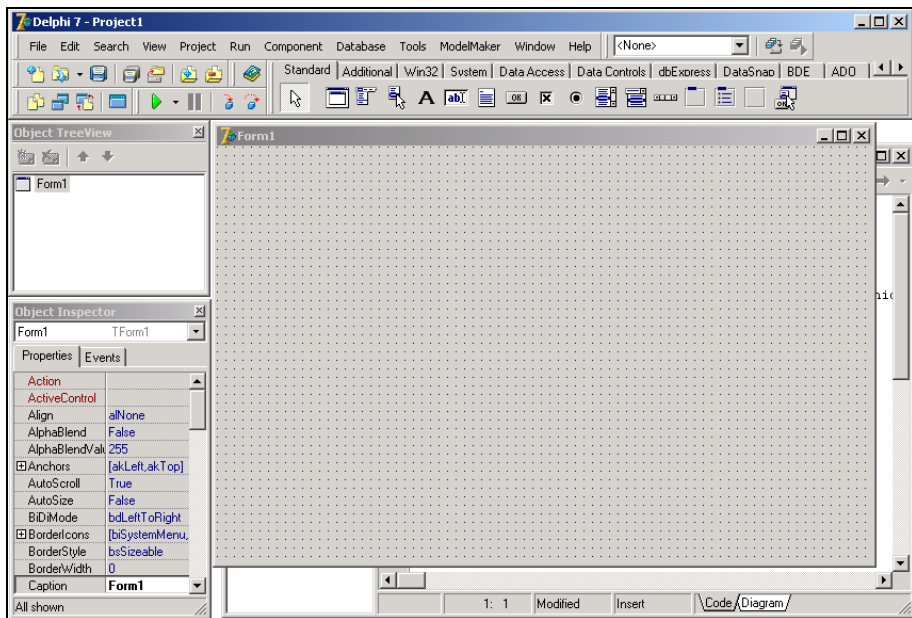 Delphi 7 - Project1
File Edit Search View Project Run Component Database Tools ModelMaker Window Help <None>
Standard Additional Win32 System Data Access Data Controls dbExpress DataSnap BDE ADO
A ab OK OK
Object TreeView
Form1
Form1
Object Inspector
Form1 TForm1
Properties Events
Action
ActiveControl
Align alNone
AlphaBlend False
AlphaBlendValu 255
Anchors [akLeft,akTop]
AutoScroll True
AutoSize False
BiDiMode bdLeftToRight
BorderIcons [biSystemMenu,
BorderStyle bsSizeable
BorderWidth 0
Caption Form1
All shown
1: 1 Modified Insert Code Diagram